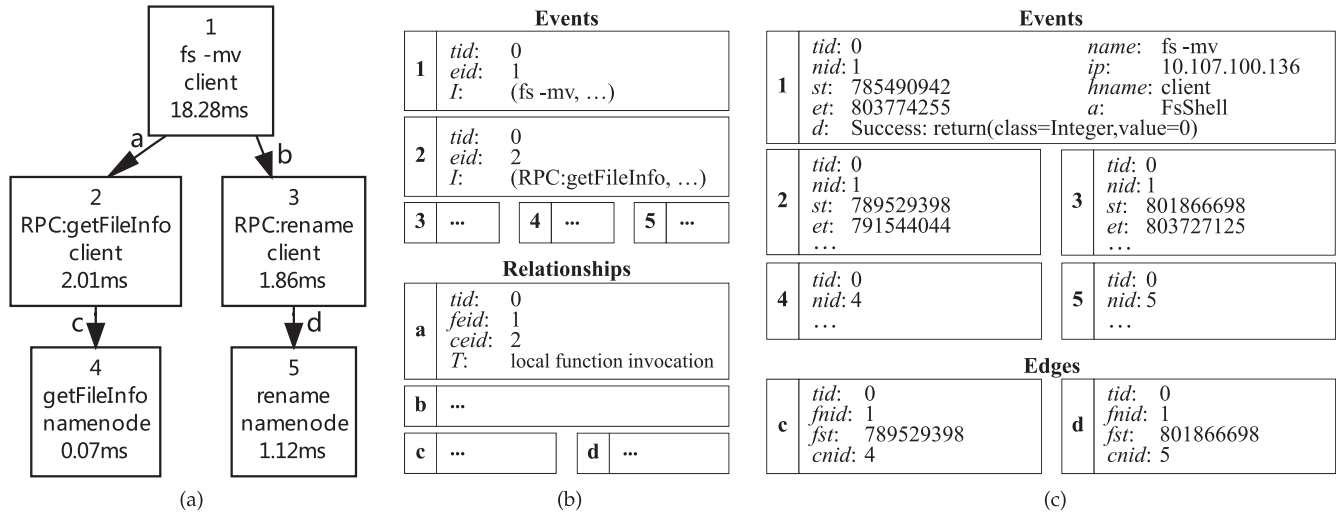 1
fs -mv
client
18.28ms
a
b
2
RPC:getFileInfo
client
2.01ms
3
RPC:rename
client
1.86ms
c
d
4
getFileInfo
namenode
0.07ms
5
rename
namenode
1.12ms
(a)
Events
1
tid: 0
eid: 1
I: (fs -mv, ...)
2
tid: 0
eid: 2
I: (RPC:getFileInfo, ...)
3 ...
4 ...
5 ...
Relationships
a
tid: 0
feid: 1
ceid: 2
T: local function invocation
b ...
c ...
d ...
(b)
Events
1
tid: 0
nid: 1
st: 785490942
et: 803774255
name: fs -mv
ip: 10.107.100.136
hname: client
a: FsShell
d: Success: return(class=Integer,value=0)
2
tid: 0
nid: 1
st: 789529398
et: 791544044
...
3
tid: 0
nid: 1
st: 801866698
et: 803727125
...
4
tid: 0
nid: 4
...
5
tid: 0
nid: 5
...
Edges
c
tid: 0
fnid: 1
fst: 789529398
cnid: 4
d
tid: 0
fnid: 1
fst: 801866698
cnid: 5
(c)